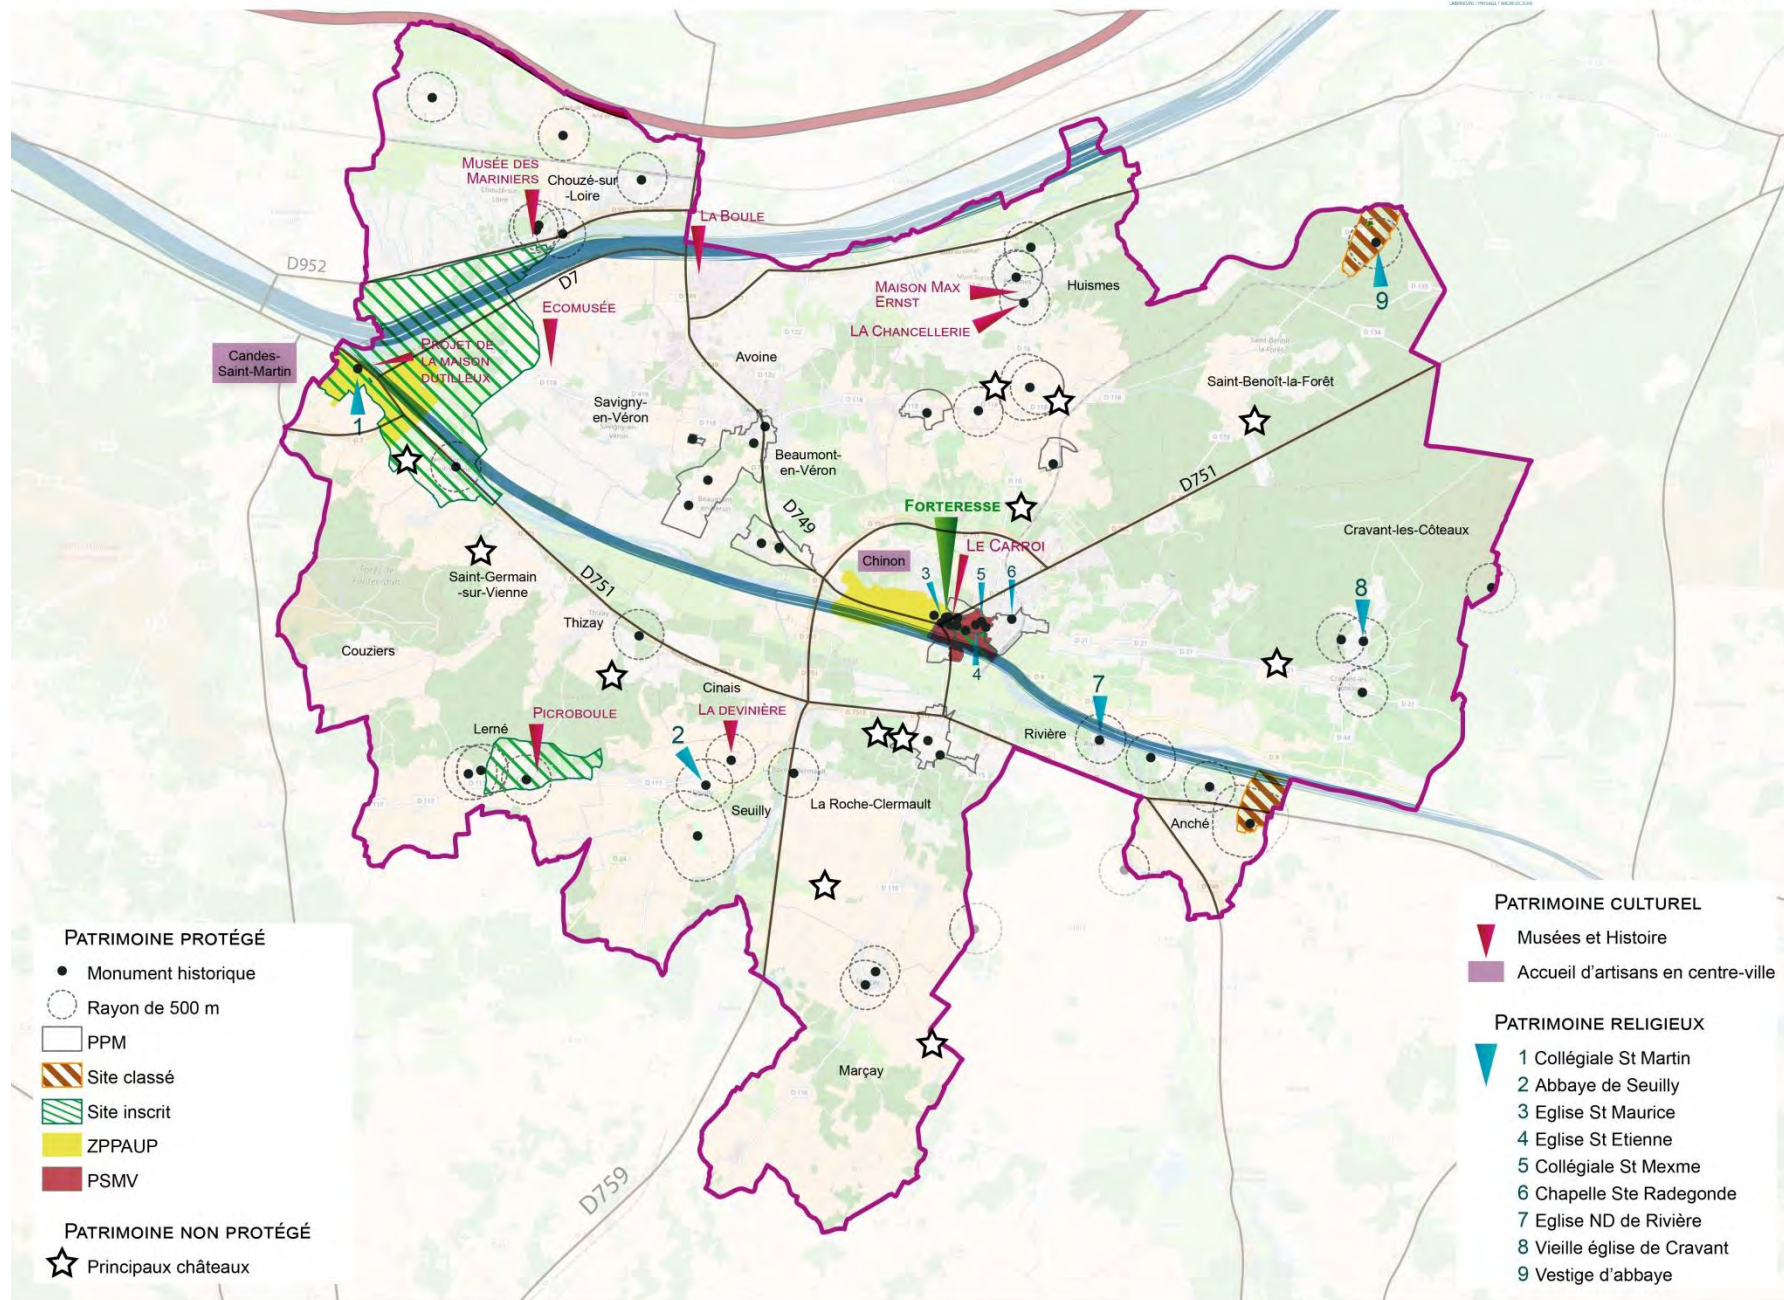 URBANISME / PAYSAGE / ARCHITECTURE
MUSÉE DES
MARINIERS
Chouzé-sur
-Loire
LA BOULE
D952
D7
ECOMUSÉE
MAISON MAX
ERNST
Huismes
LA CHANCELLERIE
9
Candes-
Saint-Martin
PROJET DE
LA MAISON
DUTILLEUX
Avoine
Saint-Benoît-la-Forêt
1
Savigny-
en-Véron
Beaumont-
en-Véron
D751
D749
FORTERESSE
Cravant-les-Côteaux
LE CARROI
Chinon
3
5
6
8
Saint-Germain
-sur-Vienne
D751
Thizay
Couziers
4
Cinais
7
PICROBOULE
LA DEVINIÈRE
Lerné
2
Rivière
Seuilly
La Roche-Clermault
Anché
Marçay
D759
PATRIMOINE PROTÉGÉ
Monument historique
Rayon de 500 m
PPM
Site classé
Site inscrit
ZPPAUP
PSMV
PATRIMOINE NON PROTÉGÉ
Principaux châteaux
PATRIMOINE CULTUREL
Musées et Histoire
Accueil d'artisans en centre-ville
PATRIMOINE RELIGIEUX
1 Collégiale St Martin
2 Abbaye de Seuilly
3 Eglise St Maurice
4 Eglise St Etienne
5 Collégiale St Mexme
6 Chapelle Ste Radegonde
7 Eglise ND de Rivière
8 Vieille église de Cravant
9 Vestige d'abbaye